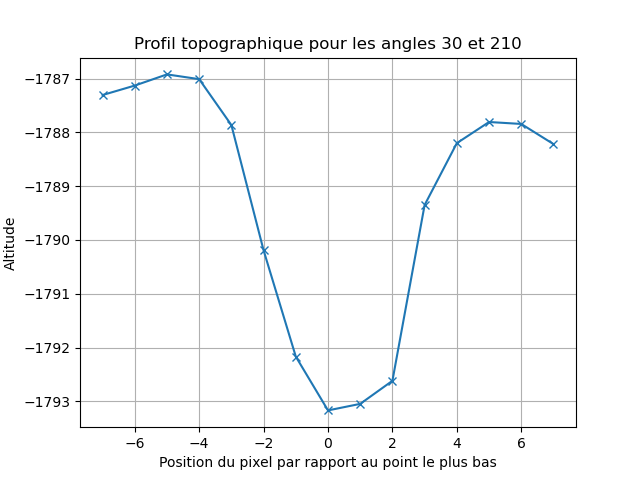 Profil topographique pour les angles 30 et 210
−1787
−1788
−1789
−1790
−1791
−1792
−1793
Altitude
−6 −4 −2 0 2 4 6
Position du pixel par rapport au point le plus bas